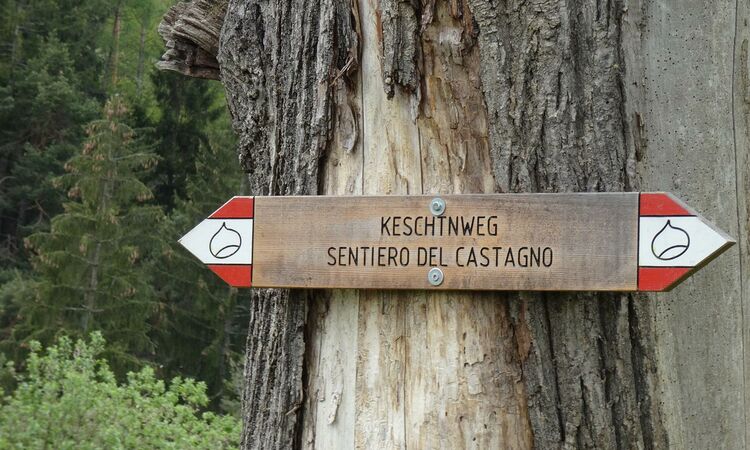 KESCHTNWEG
SENTIERO DEL CASTAGNO